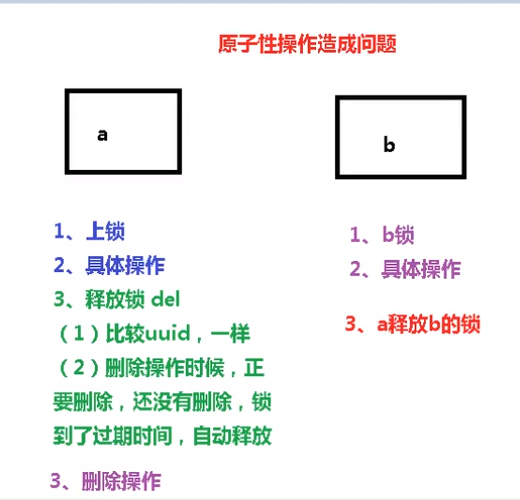 原子性操作造成问题
a
b
1、上锁
2、具体操作
3、释放锁 del
（1）比较uuid，一样
（2）删除操作时候，正
要删除，还没有删除，锁
到了过期时间，自动释放
3、删除操作
1、b锁
2、具体操作
3、a释放b的锁